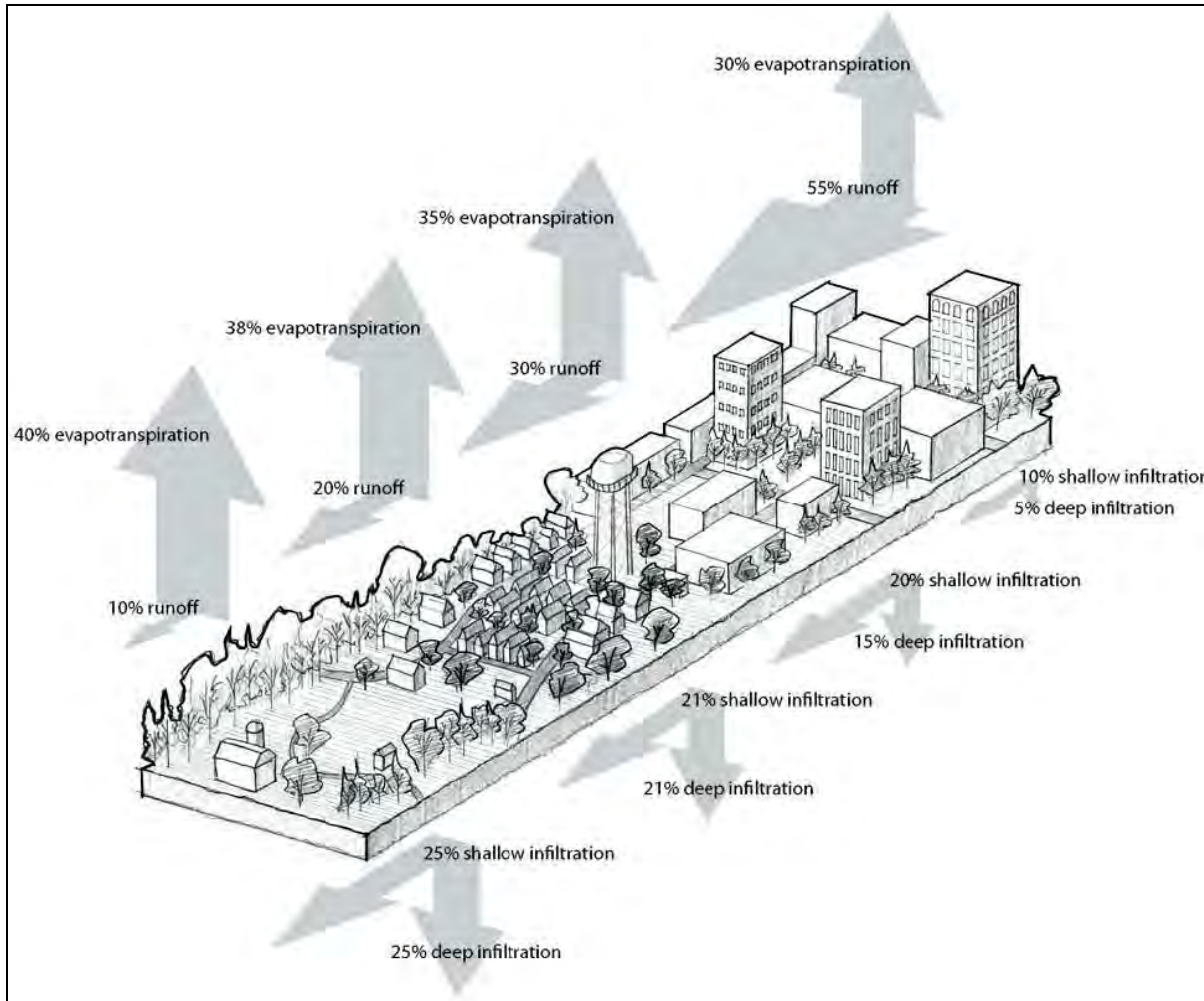 30% evapotranspiration
55% runoff
35% evapotranspiration
38% evapotranspiration
30% runoff
40% evapotranspiration
20% runoff
10% runoff
10% shallow infiltration
5% deep infiltration
20% shallow infiltration
15% deep infiltration
21% shallow infiltration
21% deep infiltration
25% shallow infiltration
25% deep infiltration